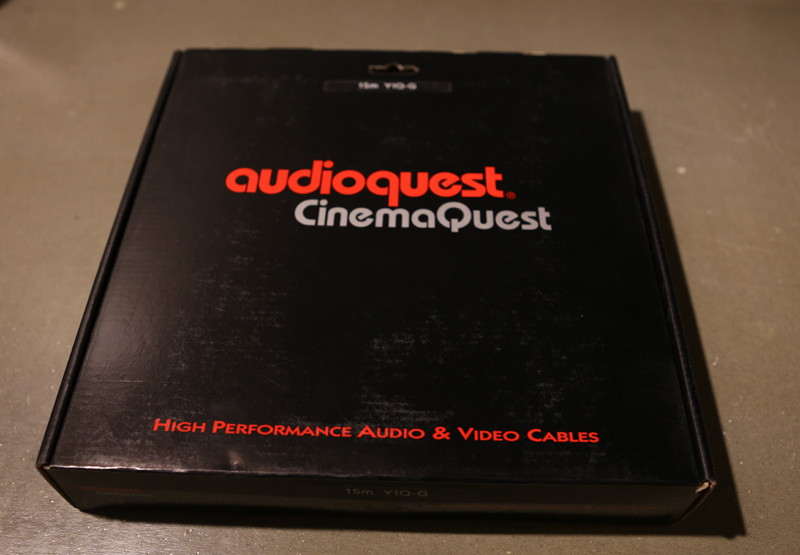 15m YIQ-G
audioquest®
CinemaQuest
HIGH PERFORMANCE AUDIO & VIDEO CABLES
15m YIQ-G